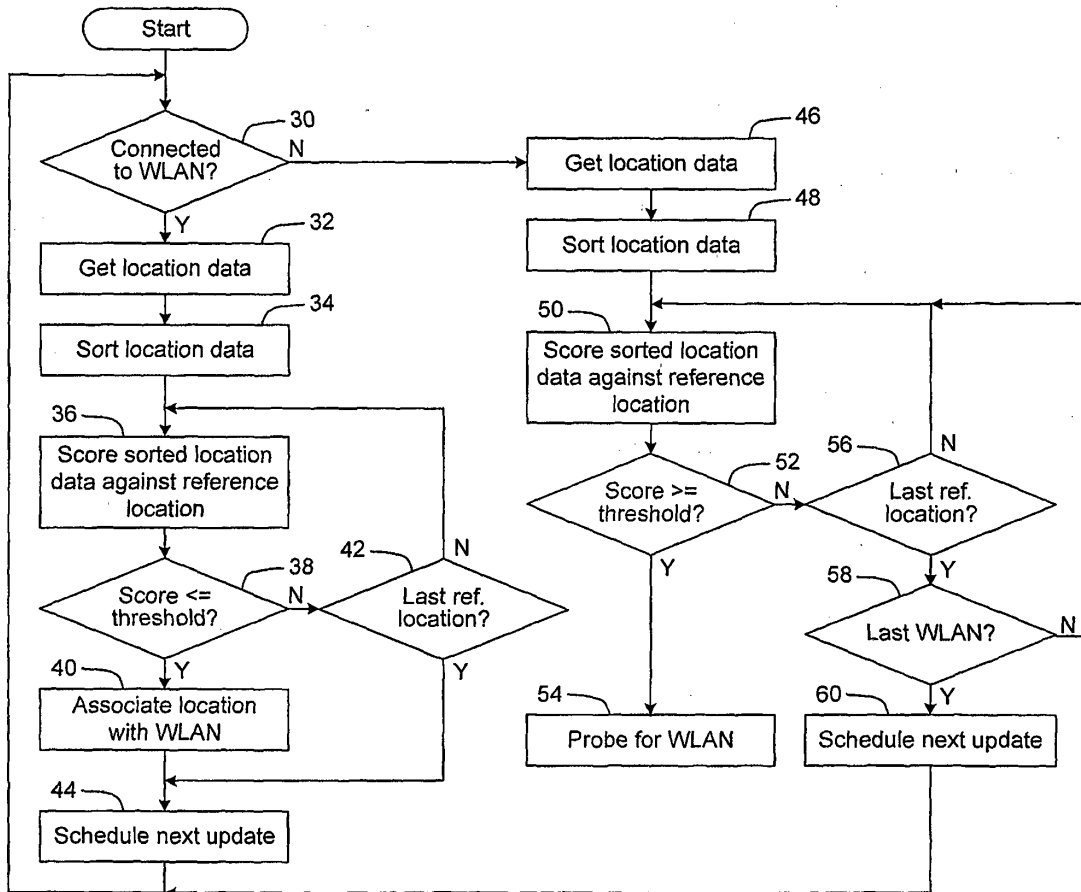 Start
30
Connected
to WLAN?
N
Y
32
Get location data
34
Sort location data
36
Score sorted location
data against reference
location
38
Score <=
threshold?
N
Y
42
Last ref.
location?
N
Y
40
Associate location
with WLAN
44
Schedule next update
46
Get location data
48
Sort location data
50
Score sorted location
data against reference
location
52
Score >=
threshold?
N
Y
54
Probe for WLAN
56
Last ref.
location?
N
Y
58
Last WLAN?
N
Y
60
Schedule next update